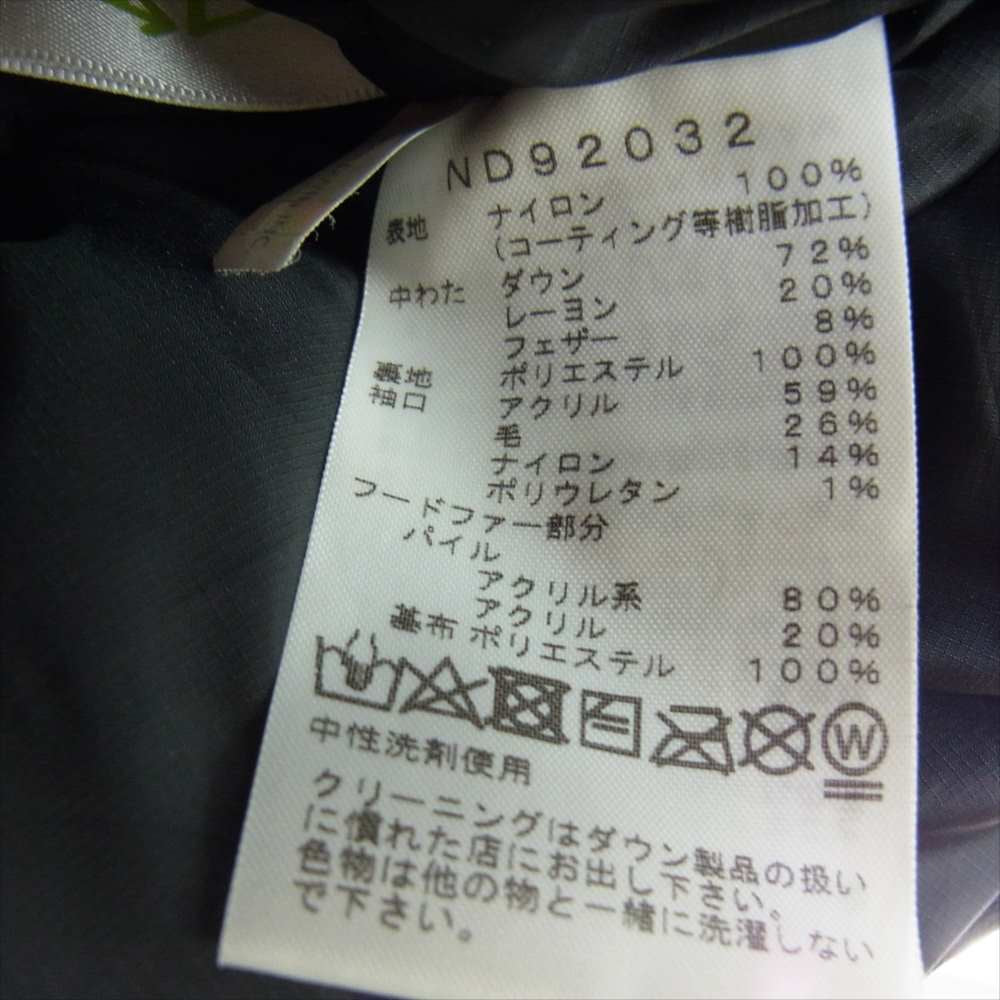 ND92032
表地 ナイロン 100%
(コーティング等樹脂加工)
中わた ダウン 72%
レーヨン 20%
フェザー 8%
裏地 ポリエステル 100%
袖口 アクリル 59%
毛 26%
ナイロン 14%
ポリウレタン 1%
フードファー部分
パイル
アクリル系 80%
アクリル 20%
基布 ポリエステル 100%
W
中性洗剤使用
クリーニングはダウン製品の扱い
に慣れた店にお出し下さい。
色物は他の物と一緒に洗濯しない
で下さい。